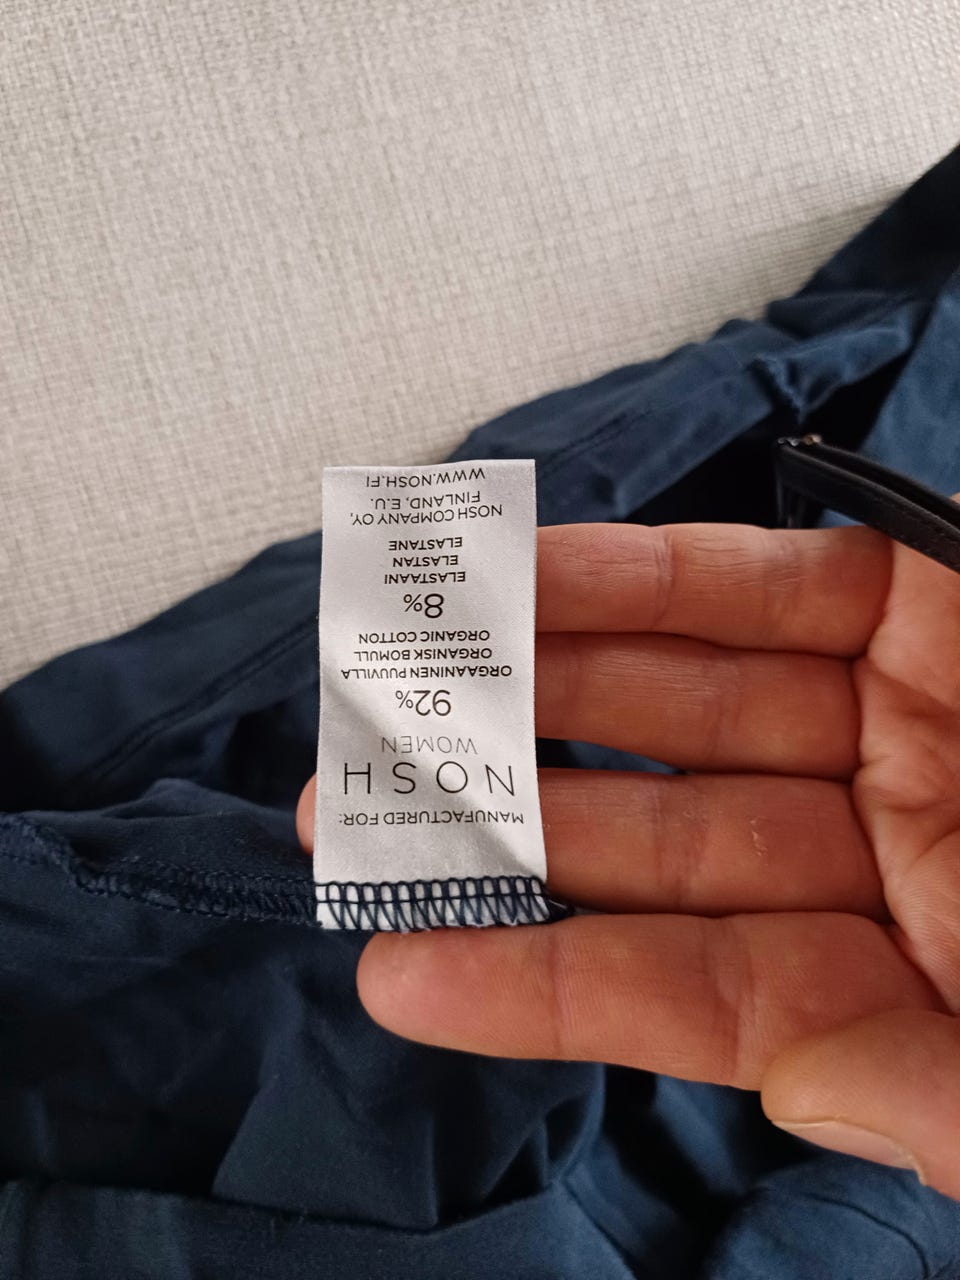 MANUFACTURED FOR:
NOSH
WOMEN
92%
ORGAANINEN PUUVILLA
ORGANISK BOMULL
ORGANIC COTTON
8%
ELASTAANI
ELASTAN
ELASTANE
NOSH COMPANY OY,
FINLAND, E.U.
WWW.NOSH.FI